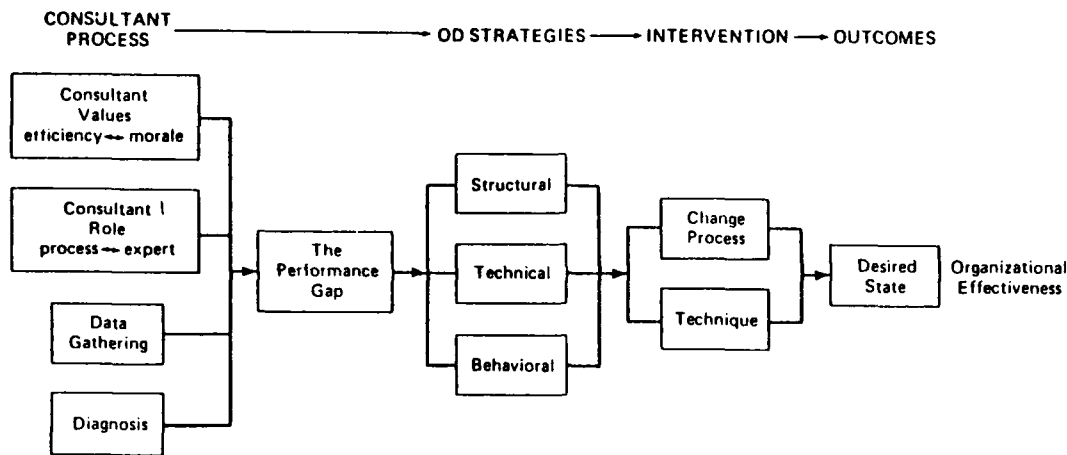 CONSULTANT
PROCESS
OD STRATEGIES
INTERVENTION
OUTCOMES
Consultant
Values
efficiency ↔ morale
Consultant
Role
process ↔ expert
Data
Gathering
Diagnosis
The
Performance
Gap
Structural
Technical
Behavioral
Change
Process
Technique
Desired
State
Organizational
Effectiveness